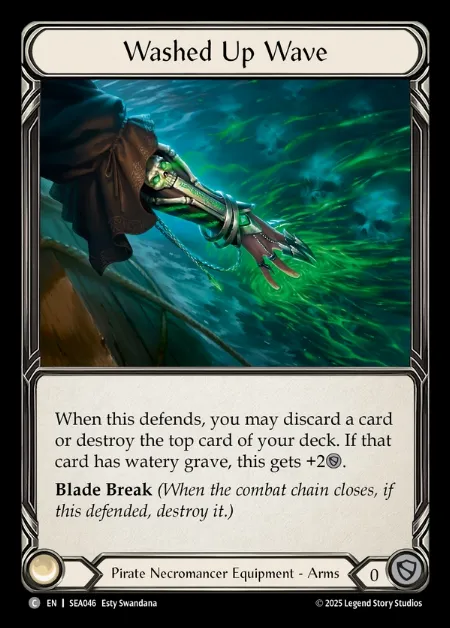 Washed Up Wave
When this defends, you may discard a card
or destroy the top card of your deck. If that
card has watery grave, this gets +2.
Blade Break (When the combat chain closes, if
this defended, destroy it.)
Pirate Necromancer Equipment - Arms
0
C EN | SEA046 Esty Swandana
© 2025 Legend Story Studios